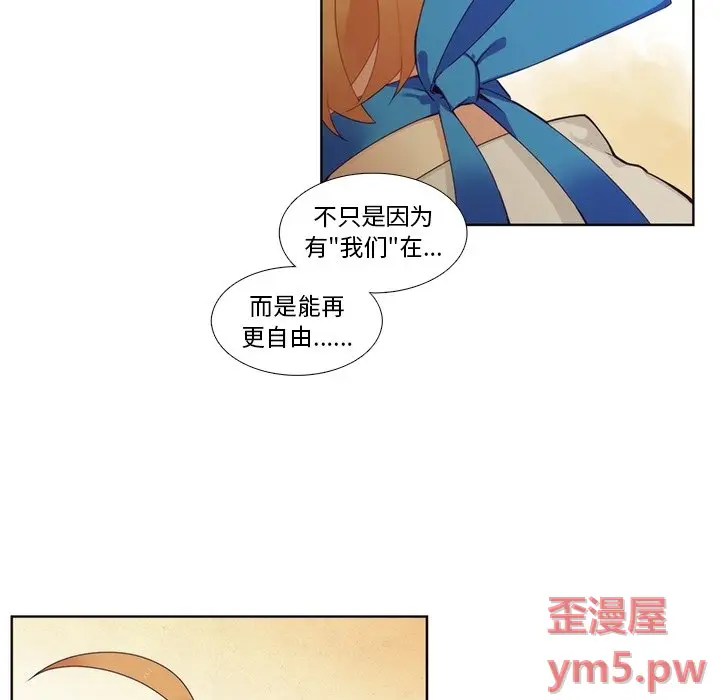 不只是因为
有"我们"在...
而是能再
更自由......
歪漫屋
ym5.pw